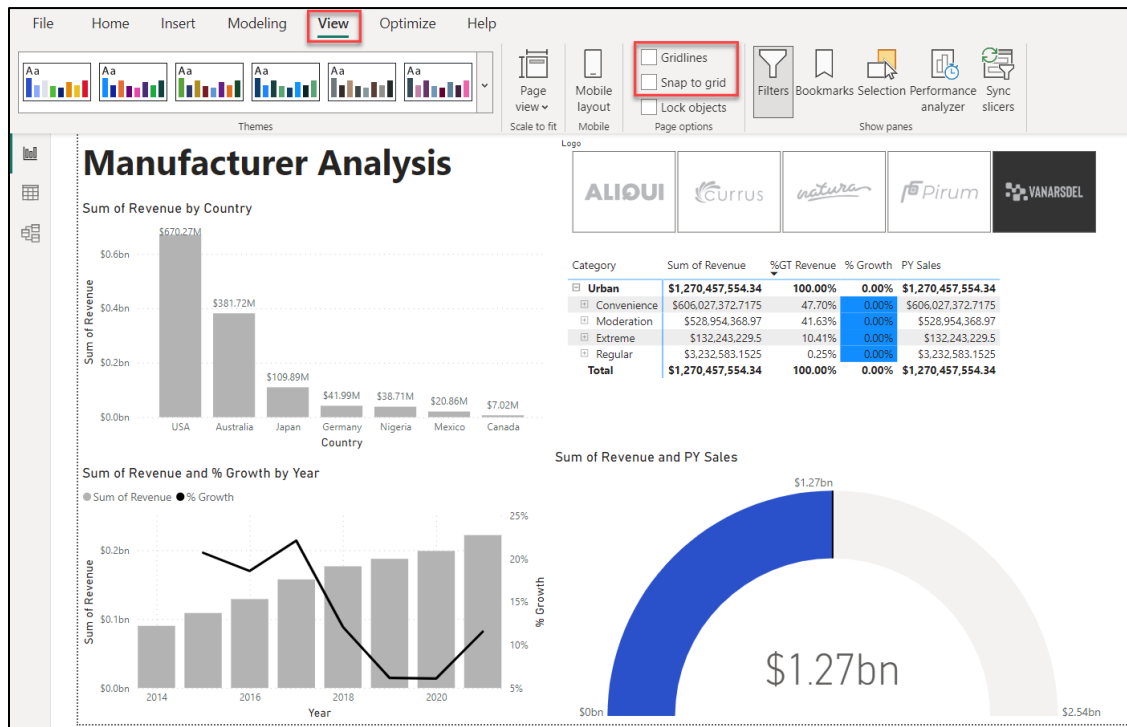 File Home Insert Modeling View Optimize Help
Aa Aa Aa Aa Aa Aa
Themes
Page view
Scale to fit
Mobile layout
Mobile
Gridlines
Snap to grid
Lock objects
Page options
Filters Bookmarks Selection Performance analyzer Sync slicers
Show panes
Manufacturer Analysis
Logo
ALIQUI Currus natura Pirum VANARSDEL
Sum of Revenue by Country
Sum of Revenue
$0.6bn
$0.4bn
$0.2bn
$0.0bn
$670.27M
$381.72M
$109.89M
$41.99M
$38.71M
$20.86M
$7.02M
USA Australia Japan Germany Nigeria Mexico Canada
Country
Category Sum of Revenue %GT Revenue % Growth PY Sales
Urban $1,270,457,554.34 100.00% 0.00% $1,270,457,554.34
Convenience $606,027,372.7175 47.70% 0.00% $606,027,372.7175
Moderation $528,954,368.97 41.63% 0.00% $528,954,368.97
Extreme $132,243,229.5 10.41% 0.00% $132,243,229.5
Regular $3,232,583.1525 0.25% 0.00% $3,232,583.1525
Total $1,270,457,554.34 100.00% 0.00% $1,270,457,554.34
Sum of Revenue and % Growth by Year
Sum of Revenue % Growth
Sum of Revenue
$0.2bn
$0.1bn
$0.0bn
25%
20%
15%
10%
5%
% Growth
2014 2016 2018 2020
Year
Sum of Revenue and PY Sales
$1.27bn
$1.27bn
$0bn
$2.54bn